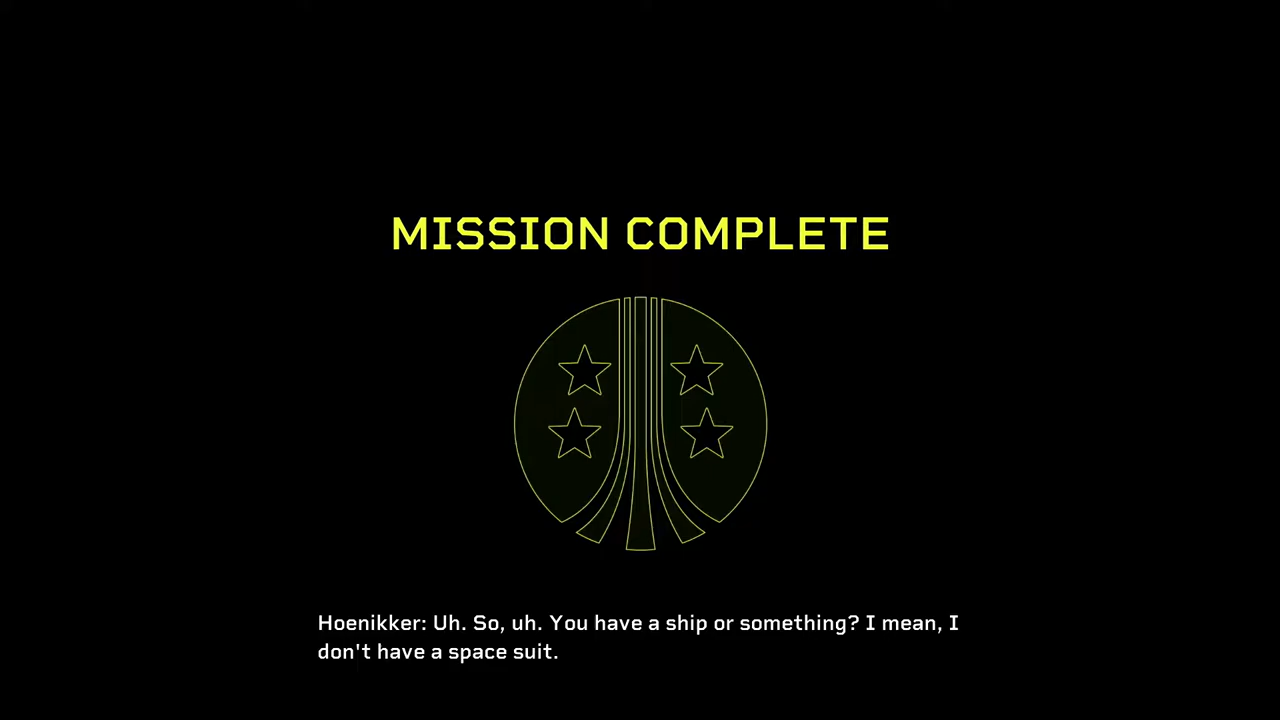 MISSION COMPLETE
Hoenikker: Uh. So, uh. You have a ship or something? I mean, I
don't have a space suit.